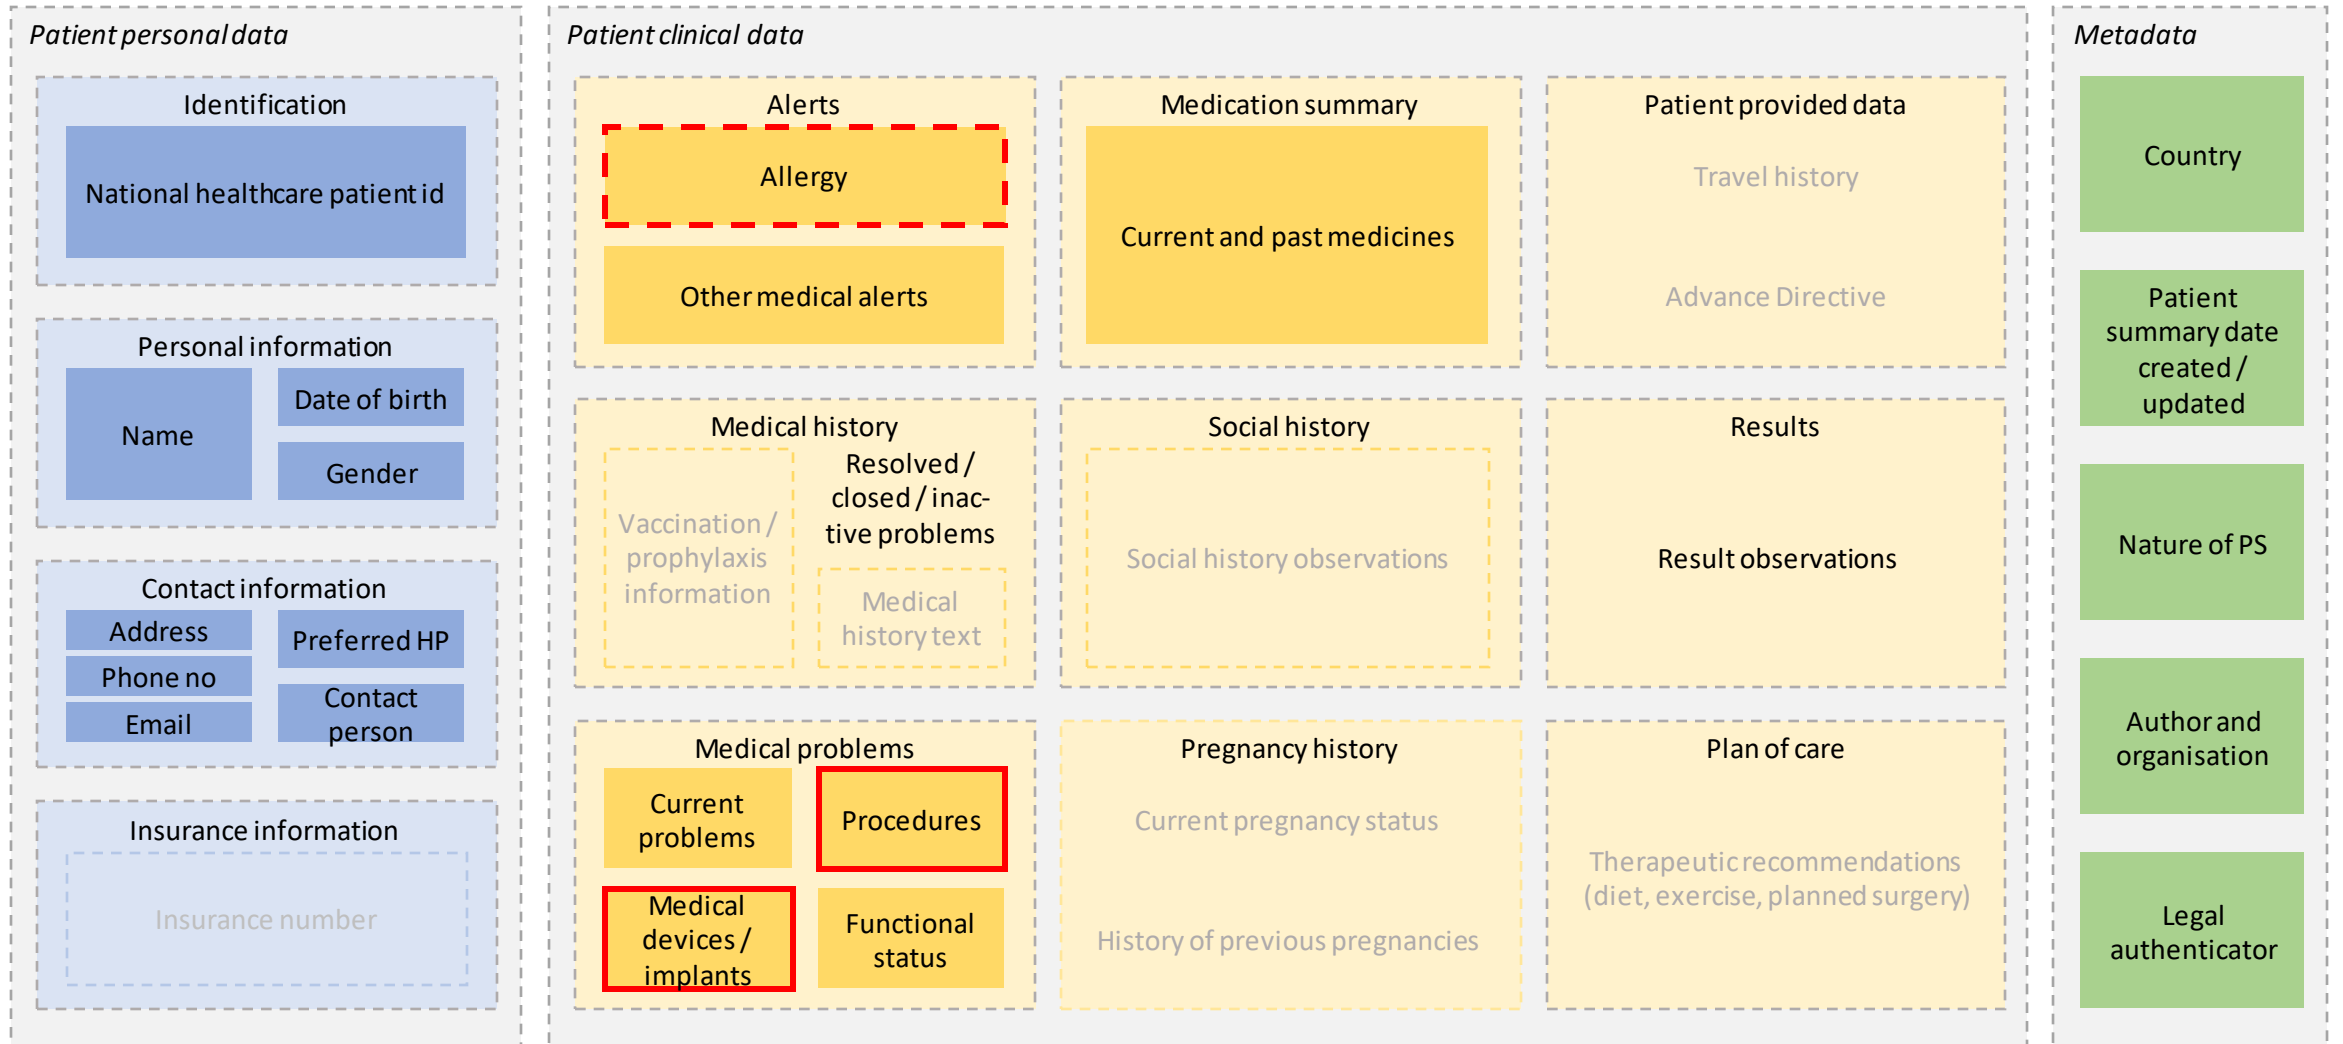 Patient personal data
Identification
National healthcare patient id
Personal information
Name
Date of birth
Gender
Contact information
Address
Phone no
Email
Preferred HP
Contact
person
Insurance information
Insurance number
Patient clinical data
Alerts
Allergy
Other medical alerts
Medication summary
Current and past medicines
Patient provided data
Travel history
Advance Directive
Medical history
Vaccination /
prophylaxis
information
Resolved /
closed / inac-
tive problems
Medical
history text
Social history
Social history observations
Results
Result observations
Medical problems
Current
problems
Procedures
Medical
devices /
implants
Functional
status
Pregnancy history
Current pregnancy status
History of previous pregnancies
Plan of care
Therapeutic recommendations
(diet, exercise, planned surgery)
Metadata
Country
Patient
summary date
created /
updated
Nature of PS
Author and
organisation
Legal
authenticator